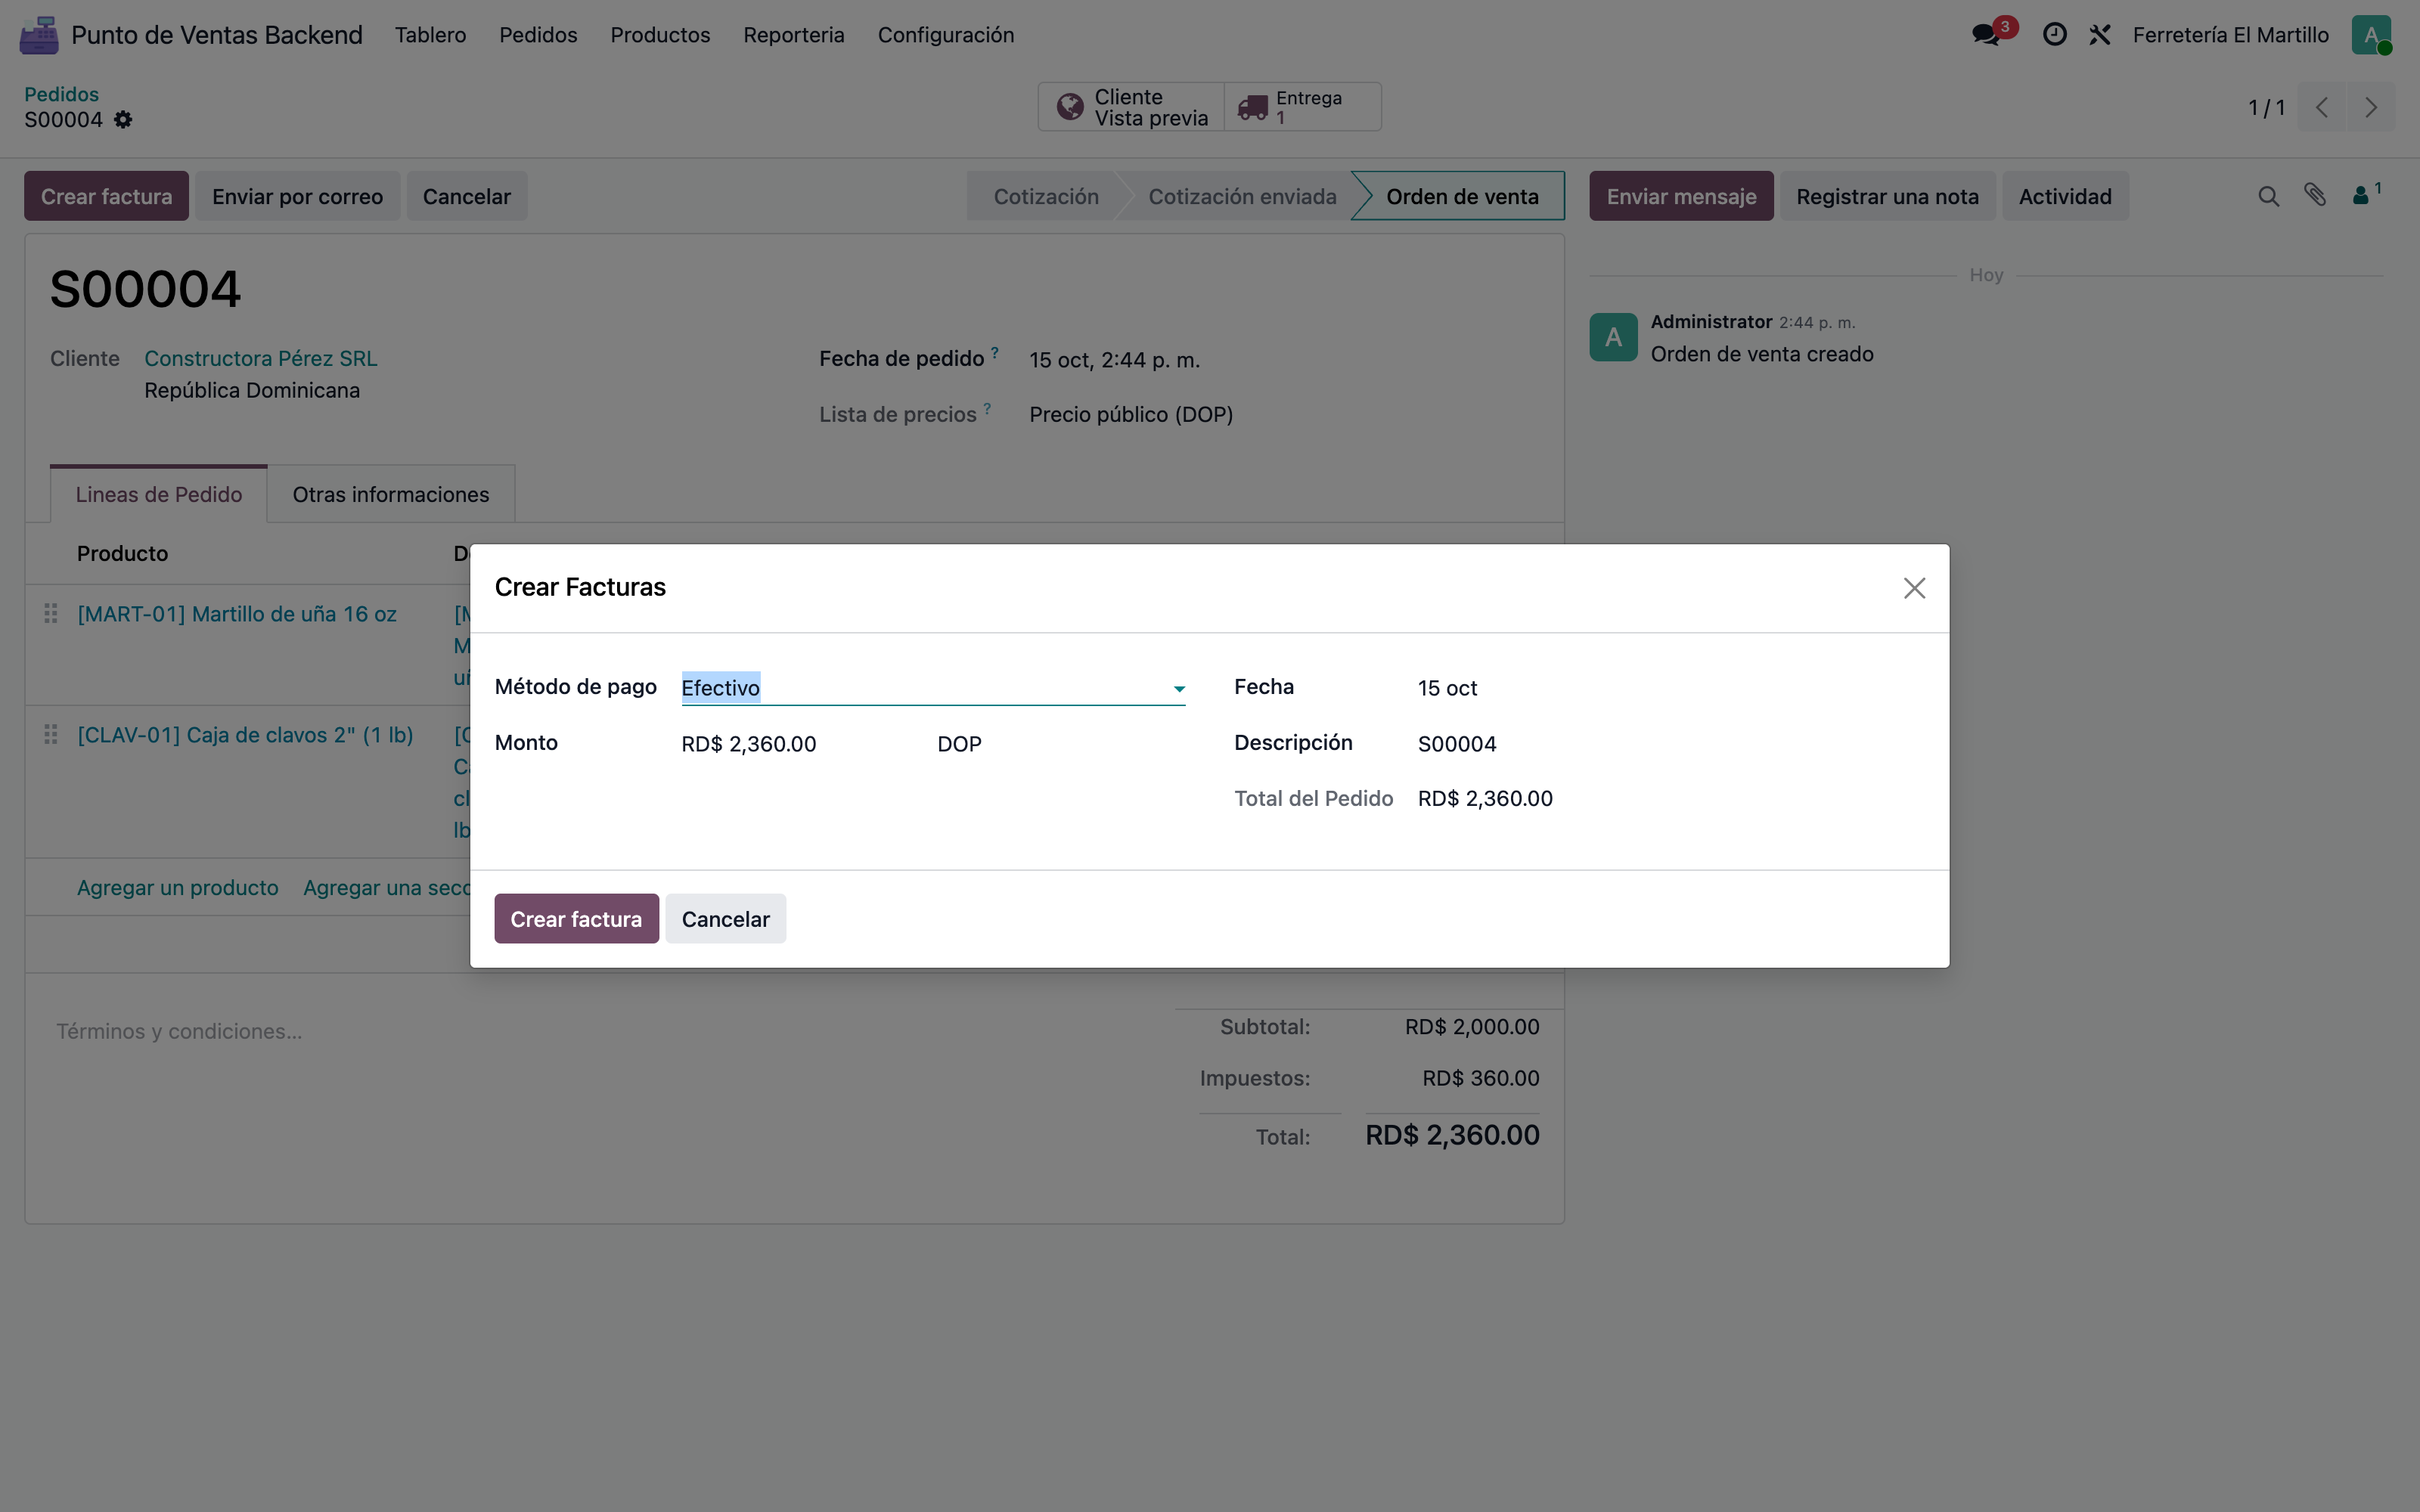 Punto de Ventas Backend Tablero Pedidos Productos Reporteria Configuración 3 Ferretería El Martillo A
Pedidos
S00004
Cliente
Vista previa
Entrega
1
1 / 1
Crear factura Enviar por correo Cancelar Cotización Cotización enviada Orden de venta Enviar mensaje Registrar una nota Actividad 1
S00004
Cliente Constructora Pérez SRL
República Dominicana
Fecha de pedido ? 15 oct, 2:44 p. m.
Lista de precios ? Precio público (DOP)
Hoy
A
Administrator 2:44 p. m.
Orden de venta creado
Lineas de Pedido Otras informaciones
Producto
[MART-01] Martillo de uña 16 oz
[CLAV-01] Caja de clavos 2" (1 lb)
Agregar un producto Agregar una
Crear Facturas
Método de pago Efectivo Fecha 15 oct
Monto RD$ 2,360.00 DOP Descripción S00004
Total del Pedido RD$ 2,360.00
Crear factura Cancelar
Términos y condiciones...
Subtotal: RD$ 2,000.00
Impuestos: RD$ 360.00
Total: RD$ 2,360.00